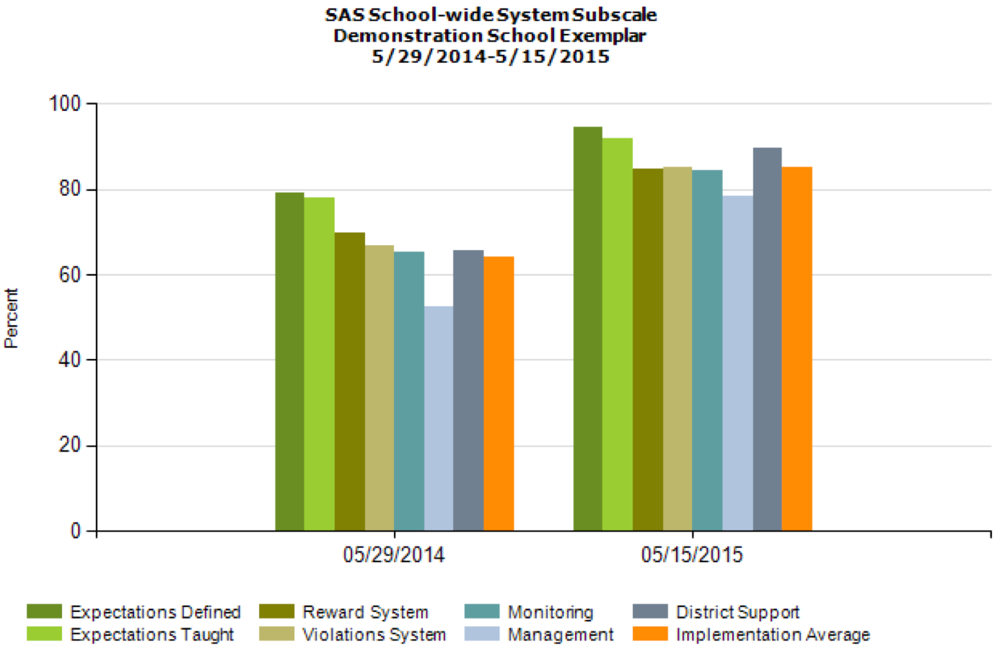 SAS School-wide System Subscale
Demonstration School Exemplar
5/29/2014-5/15/2015
100
80
60
40
20
0
Percent
05/29/2014 05/15/2015
Expectations Defined Reward System Monitoring District Support
Expectations Taught Violations System Management Implementation Average